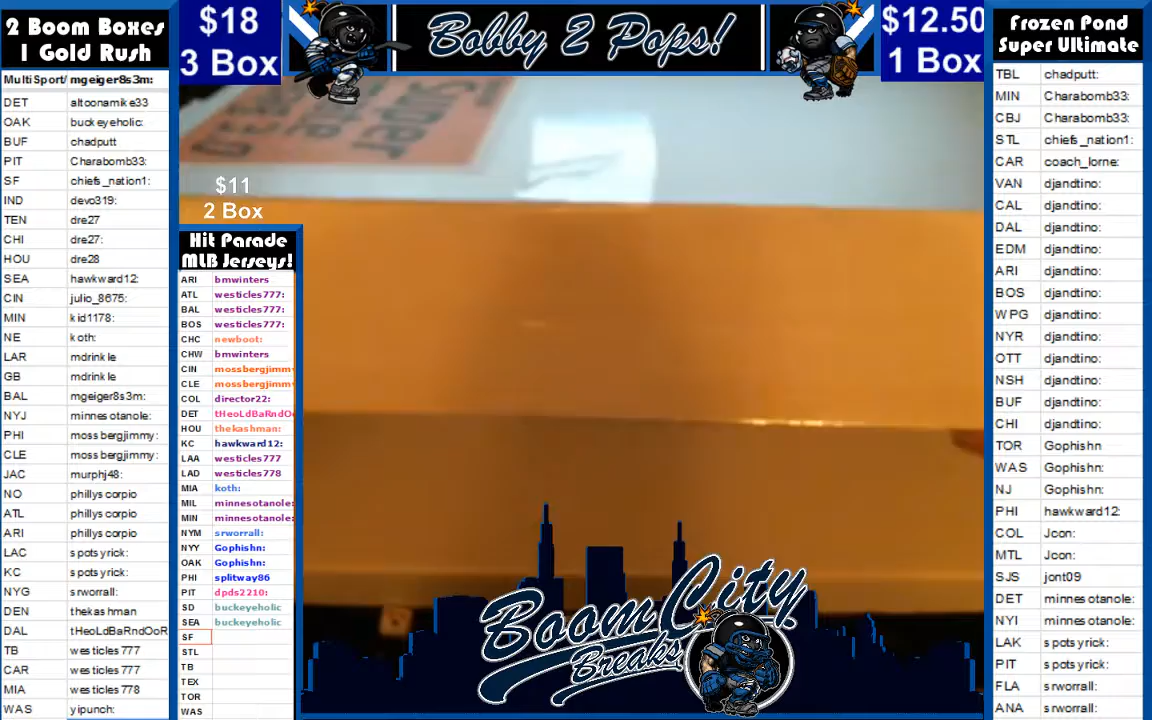 2 Boom Boxes
1 Gold Rush
MultiSport/ mgeiger8s3m:
DET altoonamike33
OAK buckeyeholic:
BUF chadputt
PIT Charabomb33:
SF chiefs_nation1:
IND devo319:
TEN dre27
CHI dre27:
HOU dre28
SEA hawkward12:
CIN julio_8675:
MIN kid1178:
NE koth:
LAR mdrinkle
GB mdrinkle
BAL mgeiger8s3m:
NYJ minnesotanole:
PHI mossbergjimmy:
CLE mossbergjimmy:
JAC murphj48:
NO phillyscorpio
ATL phillyscorpio
ARI phillyscorpio
LAC spotsyrick:
KC spotsyrick:
NYG srworrall:
DEN thekashman
DAL tHeoLdBaRndOoR
TB westicles777
CAR westicles777
MIA westicles778
WAS yipunch:
$18
3 Box
Bobby 2 Pops!
$12.50
1 Box
Super
3.0
$11
2 Box
Hit Parade
MLB Jerseys!
ARI bmwinters
ATL westicles777:
BAL westicles777:
BOS westicles777:
CHC newboot:
CHW bmwinters
CIN mossbergjimmy
CLE mossbergjimmy
COL director22:
DET tHeoLdBaRndOo
HOU thekashman:
KC hawkward12:
LAA westicles777
LAD westicles778
MIA koth:
MIL minnesotanole:
MIN minnesotanole:
NYM srworrall:
NYY Gophishn:
OAK Gophishn:
PHI splitway86
PIT dpds2210:
SD buckeyeholic
SEA buckeyeholic
SF
STL
TB
TEX
TOR
WAS
Boom City
Breaks
Frozen Pond
Super Ultimate
TBL chadputt:
MIN Charabomb33:
CBJ Charabomb33:
STL chiefs_nation1:
CAR coach_lorne:
VAN djandtino:
CAL djandtino:
DAL djandtino:
EDM djandtino:
ARI djandtino:
BOS djandtino:
WPG djandtino:
NYR djandtino:
OTT djandtino:
NSH djandtino:
BUF djandtino:
CHI djandtino:
TOR Gophishn
WAS Gophishn:
NJ Gophishn:
PHI hawkward12:
COL Jcon:
MTL Jcon:
SJS jont09
DET minnesotanole:
NYI minnesotanole:
LAK spotsyrick:
PIT spotsyrick:
FLA srworrall:
ANA srworrall: